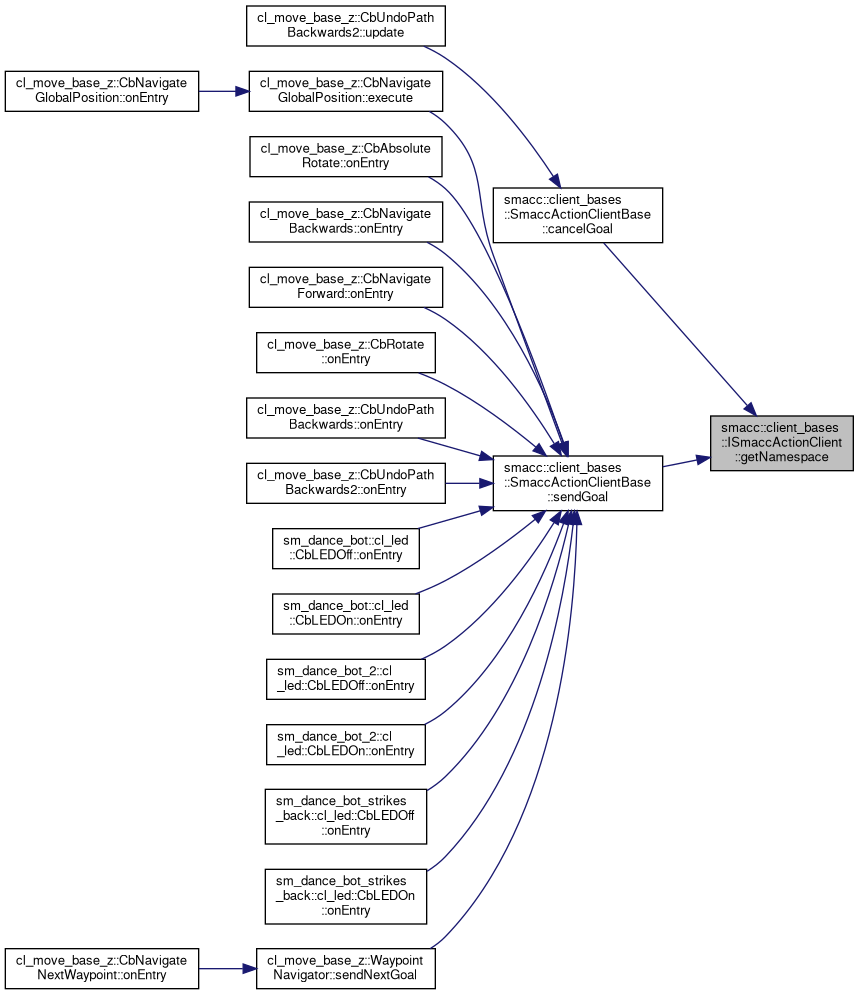 cl_move_base_z::CbUndoPath
Backwards2::update
cl_move_base_z::CbNavigate
GlobalPosition::onEntry
cl_move_base_z::CbNavigate
GlobalPosition::execute
cl_move_base_z::CbAbsolute
Rotate::onEntry
smacc::client_bases
::SmaccActionClientBase
::cancelGoal
cl_move_base_z::CbNavigate
Backwards::onEntry
cl_move_base_z::CbNavigate
Forward::onEntry
cl_move_base_z::CbRotate
::onEntry
cl_move_base_z::CbUndoPath
Backwards::onEntry
smacc::client_bases
::ISmaccActionClient
::getNamespace
cl_move_base_z::CbUndoPath
Backwards2::onEntry
smacc::client_bases
::SmaccActionClientBase
::sendGoal
sm_dance_bot::cl_led
::CbLEDOff::onEntry
sm_dance_bot::cl_led
::CbLEDOn::onEntry
sm_dance_bot_2::cl
_led::CbLEDOff::onEntry
sm_dance_bot_2::cl
_led::CbLEDOn::onEntry
sm_dance_bot_strikes
_back::cl_led::CbLEDOff
::onEntry
sm_dance_bot_strikes
_back::cl_led::CbLEDOn
::onEntry
cl_move_base_z::CbNavigate
NextWaypoint::onEntry
cl_move_base_z::Waypoint
Navigator::sendNextGoal